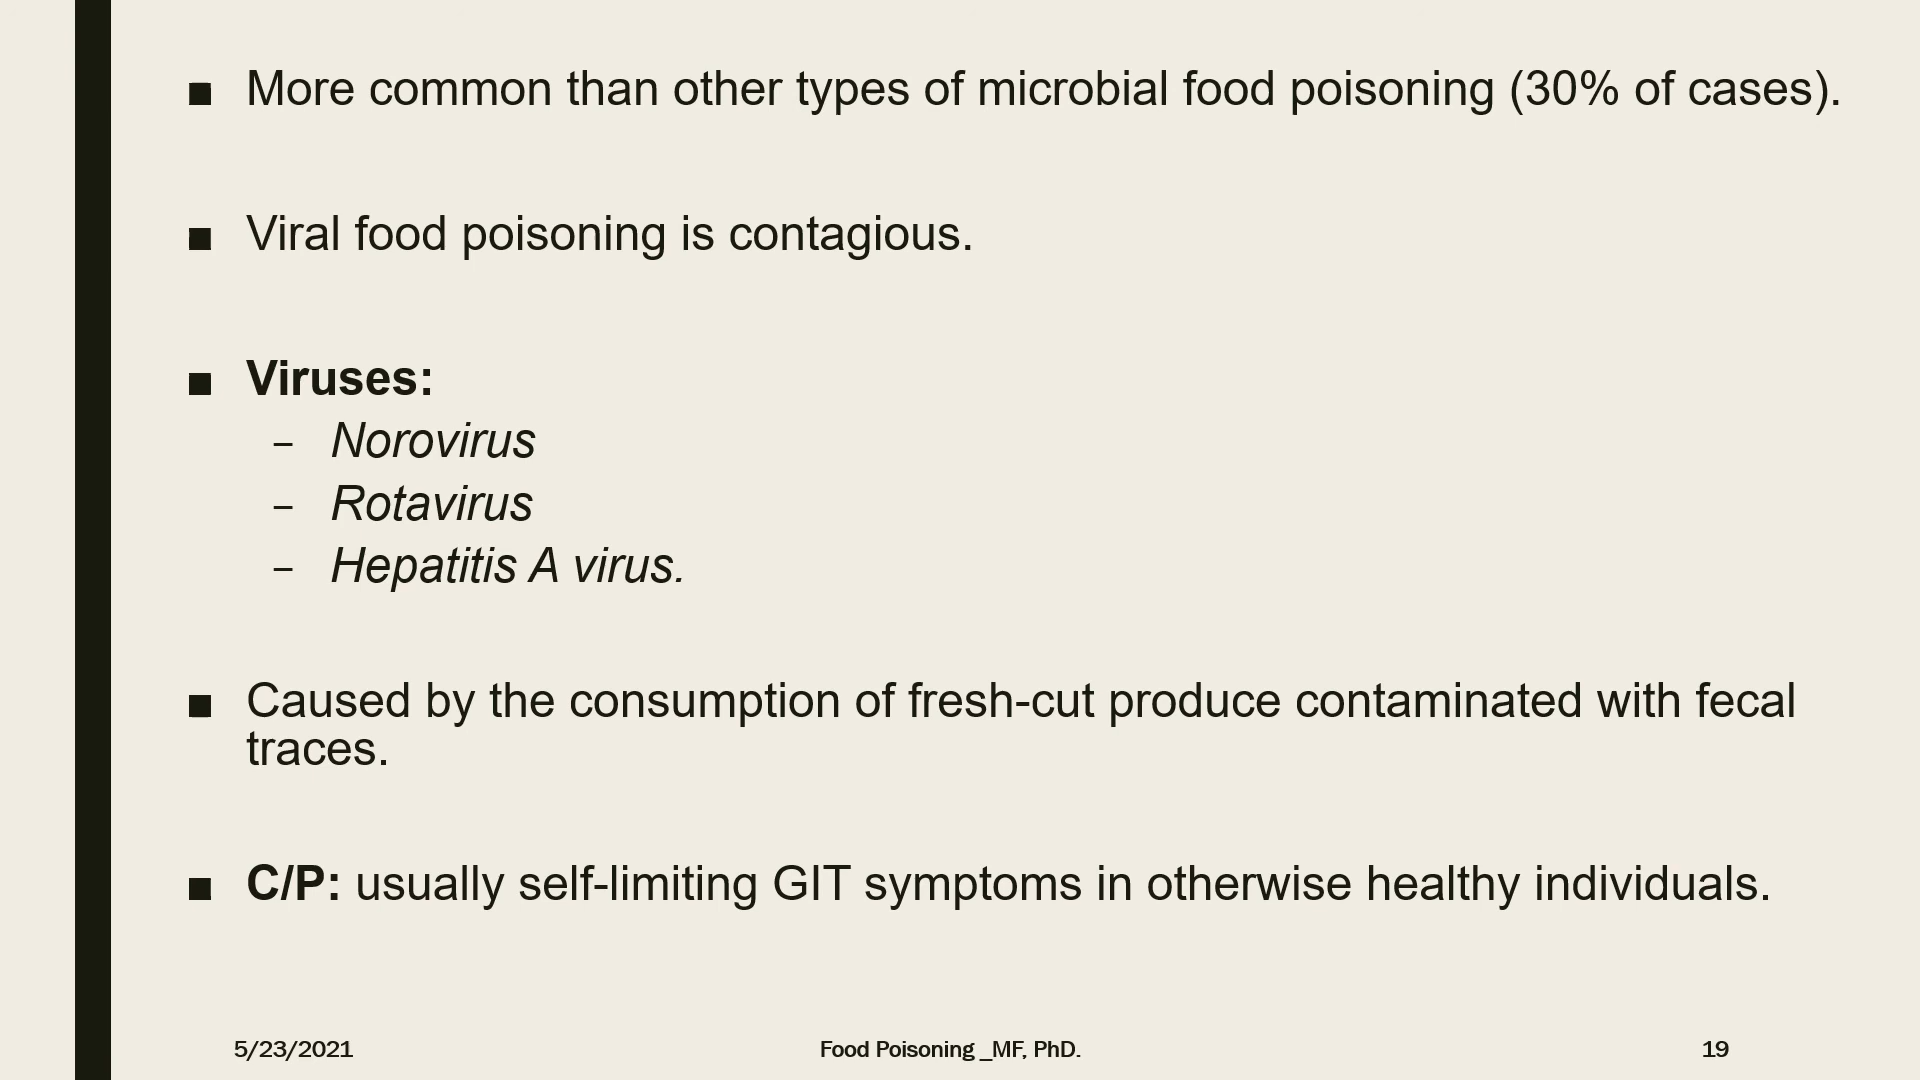 ■ More common than other types of microbial food poisoning (30% of cases).
■ Viral food poisoning is contagious.
■ Viruses:
– Norovirus
– Rotavirus
– Hepatitis A virus.
■ Caused by the consumption of fresh-cut produce contaminated with fecal
traces.
■ C/P: usually self-limiting GIT symptoms in otherwise healthy individuals.
5/23/2021 Food Poisoning _MF, PhD. 19